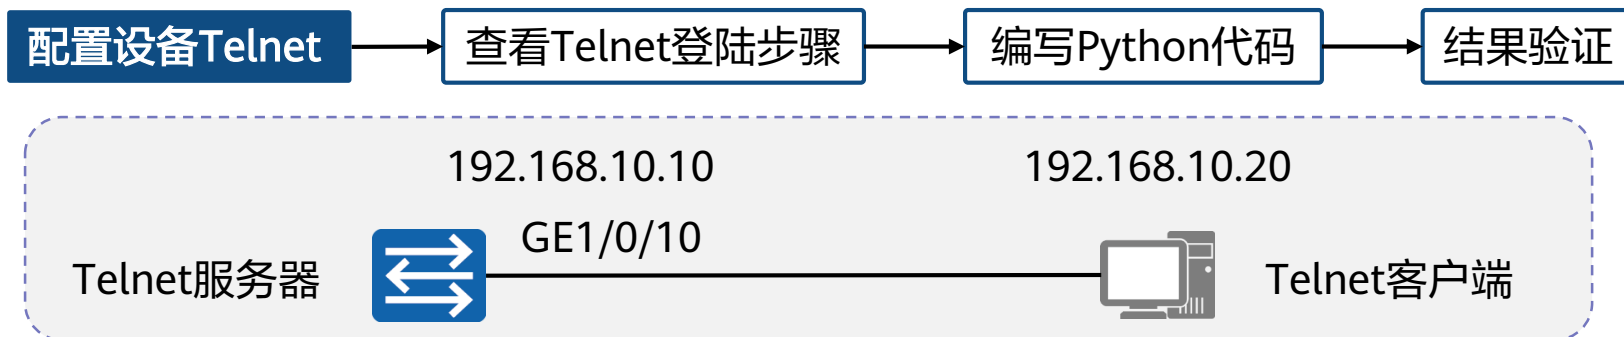 配置设备Telnet
查看Telnet登陆步骤
编写Python代码
结果验证
192.168.10.10
192.168.10.20
GE1/0/10
Telnet服务器
Telnet客户端